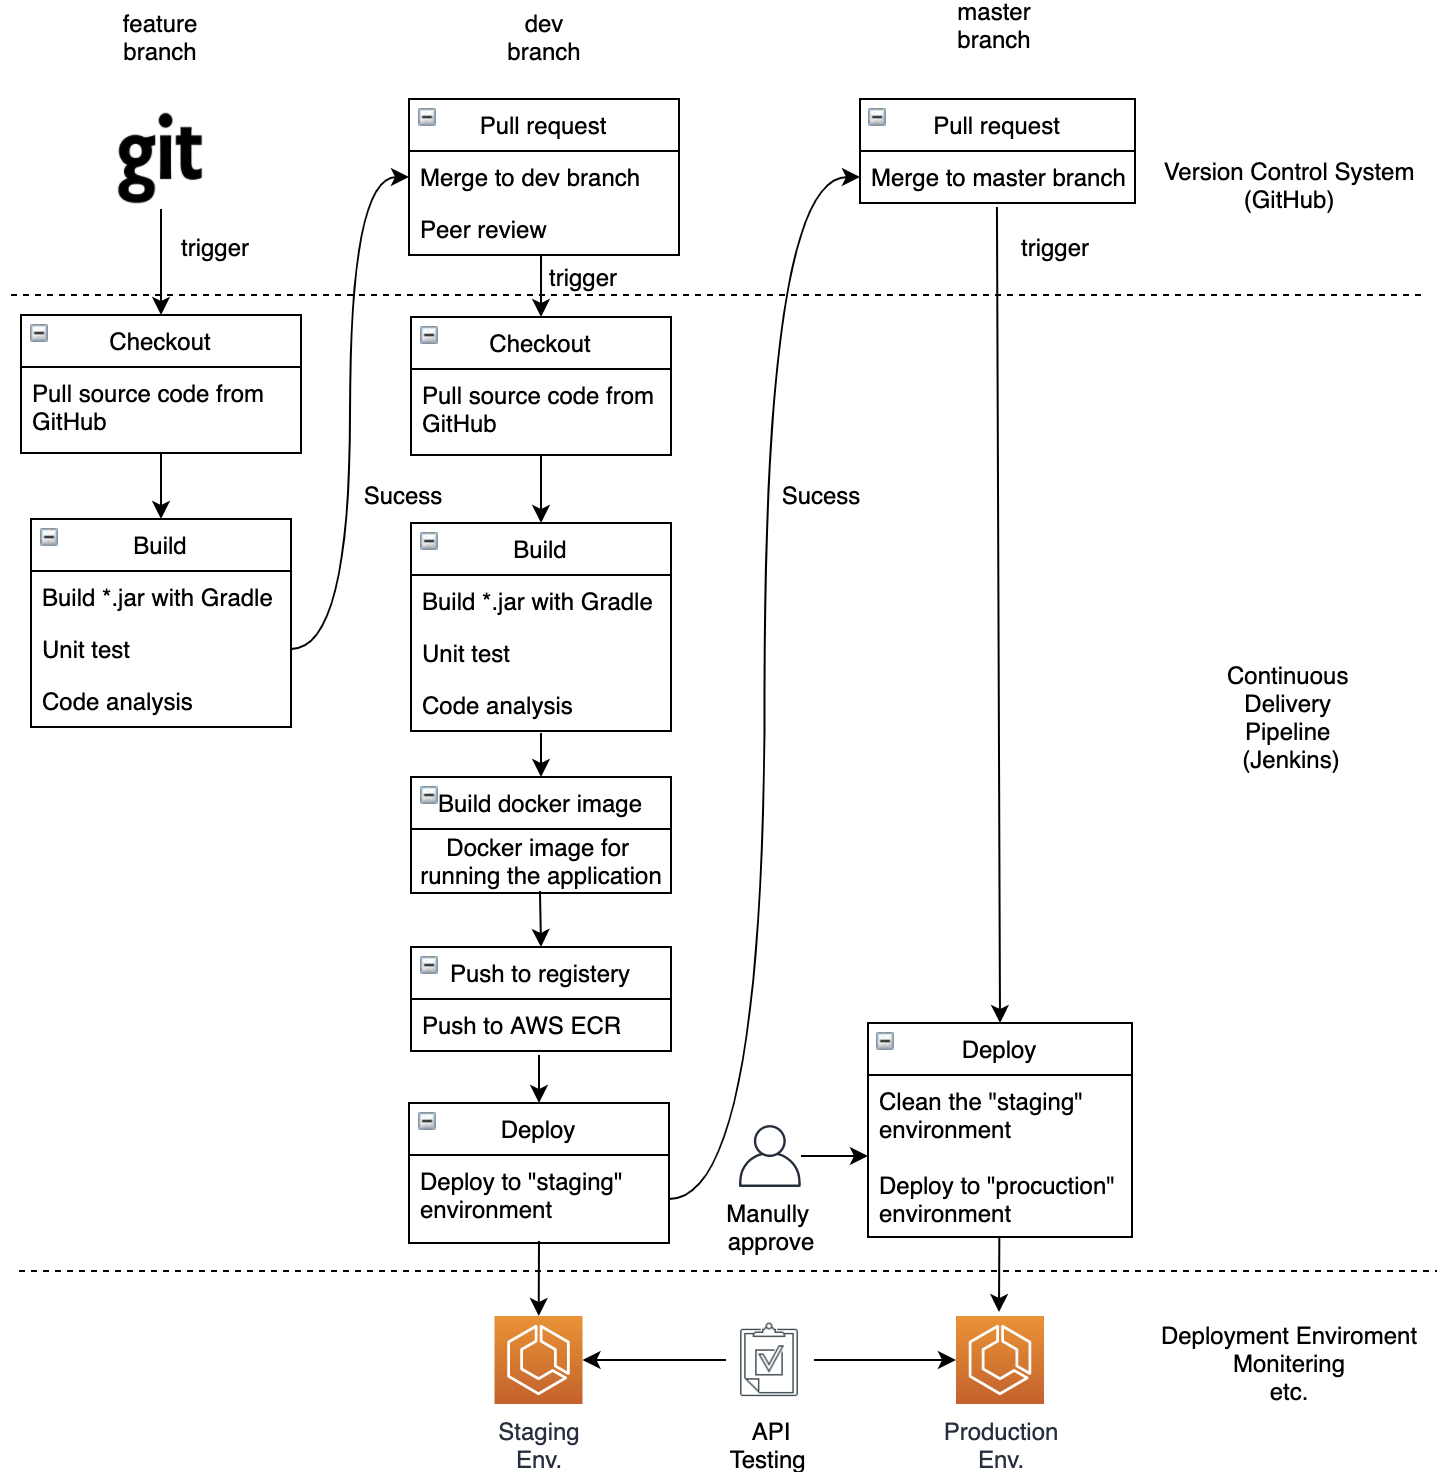 feature
branch
dev
branch
master
branch
git
trigger
Pull request
Merge to dev branch
Peer review
trigger
Pull request
Merge to master branch
trigger
Version Control System
(GitHub)
Checkout
Pull source code from
GitHub
Build
Build *.jar with Gradle
Unit test
Code analysis
Sucess
Checkout
Pull source code from
GitHub
Build
Build *.jar with Gradle
Unit test
Code analysis
Build docker image
Docker image for
running the application
Push to registery
Push to AWS ECR
Deploy
Deploy to "staging"
environment
Sucess
Manully
approve
Deploy
Clean the "staging"
environment
Deploy to "procuction"
environment
Continuous
Delivery
Pipeline
(Jenkins)
Staging
Env.
API
Testing
Production
Env.
Deployment Enviroment
Monitering
etc.